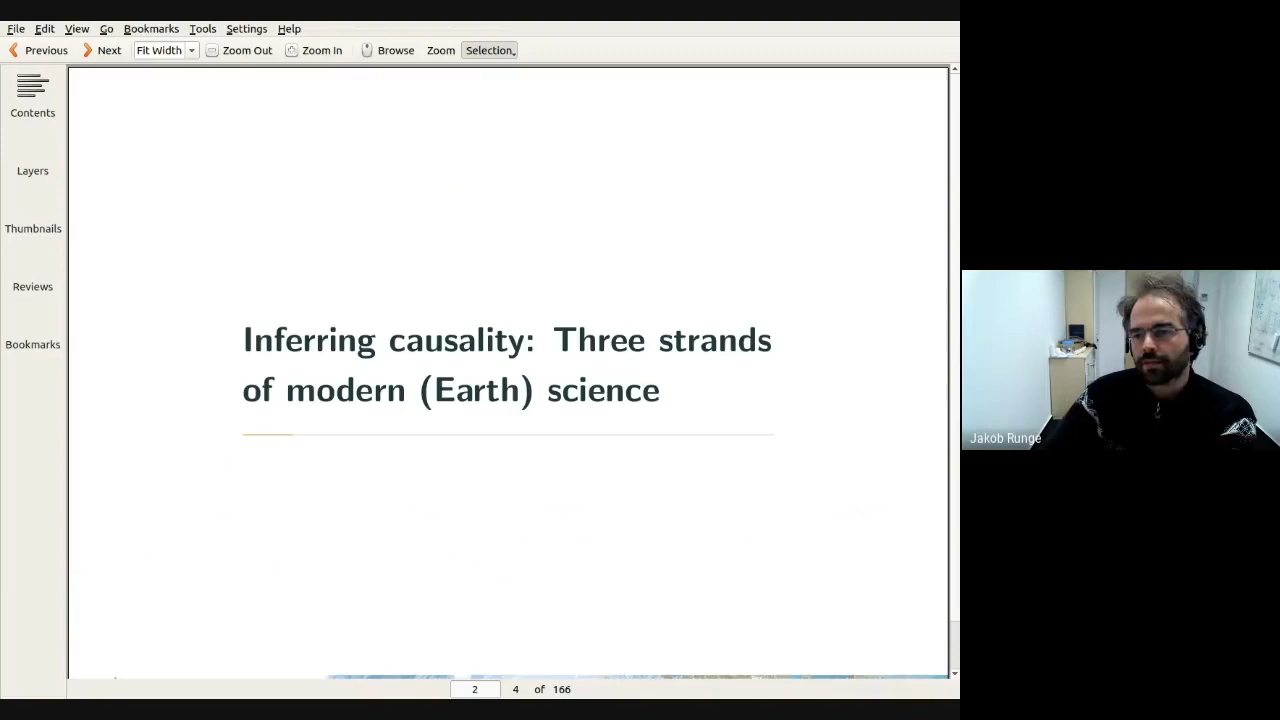 File Edit View Go Bookmarks Tools Settings Help
Previous Next Fit Width Zoom Out Zoom In Browse Zoom Selection
Contents
Layers
Thumbnails
Reviews
Bookmarks
Inferring causality: Three strands
of modern (Earth) science
Jakob Runge
2 4 of 166